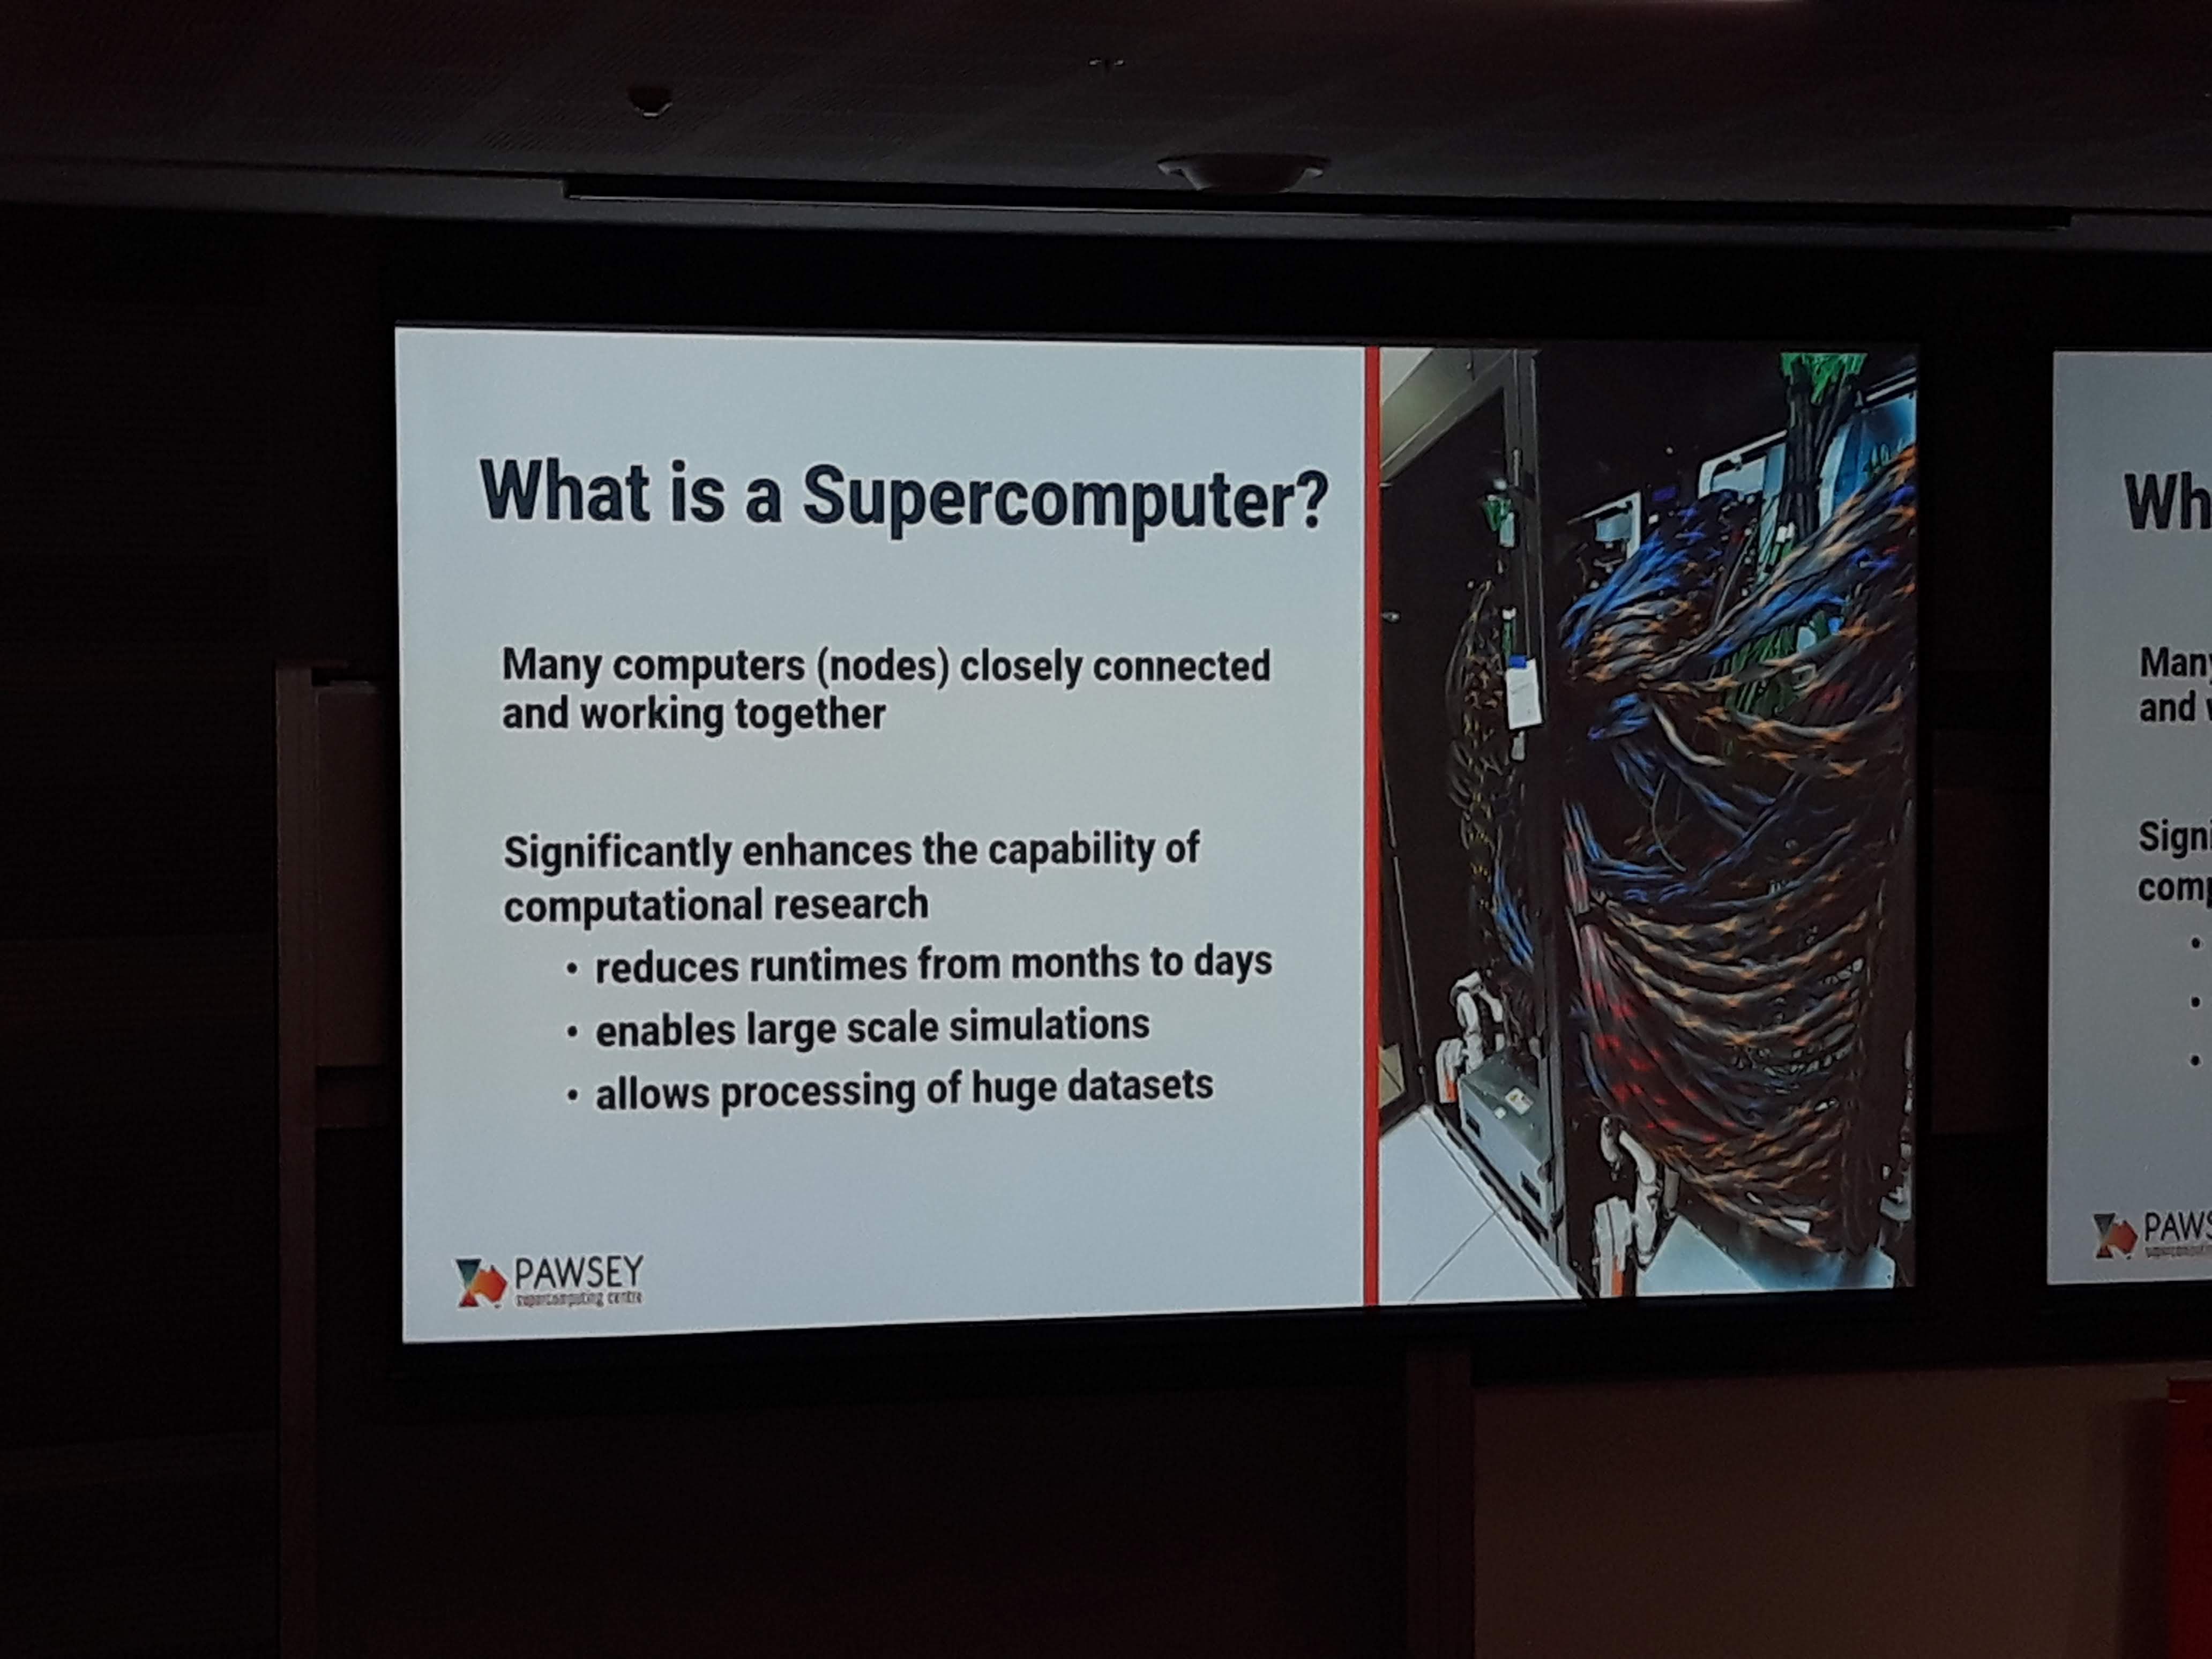 What is a Supercomputer?
Many computers (nodes) closely connected
and working together
Significantly enhances the capability of
computational research
• reduces runtimes from months to days
• enables large scale simulations
• allows processing of huge datasets
PAWSEY
supercomputing centre
Wh
Many
and w
Signi
comp
•
•
•
PAWS
supercomputi